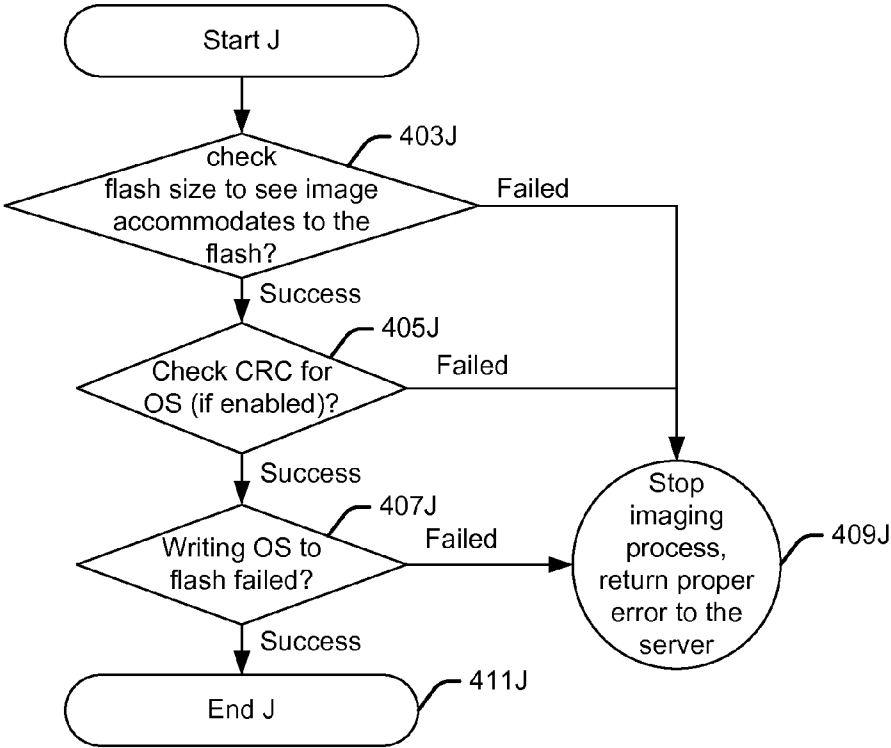 Start J
403J
check
flash size to see image
accommodates to the
flash?
Failed
Success
405J
Check CRC for
OS (if enabled)?
Failed
Success
407J
Writing OS to
flash failed?
Failed
Stop
imaging
process,
return proper
error to the
server
409J
Success
411J
End J